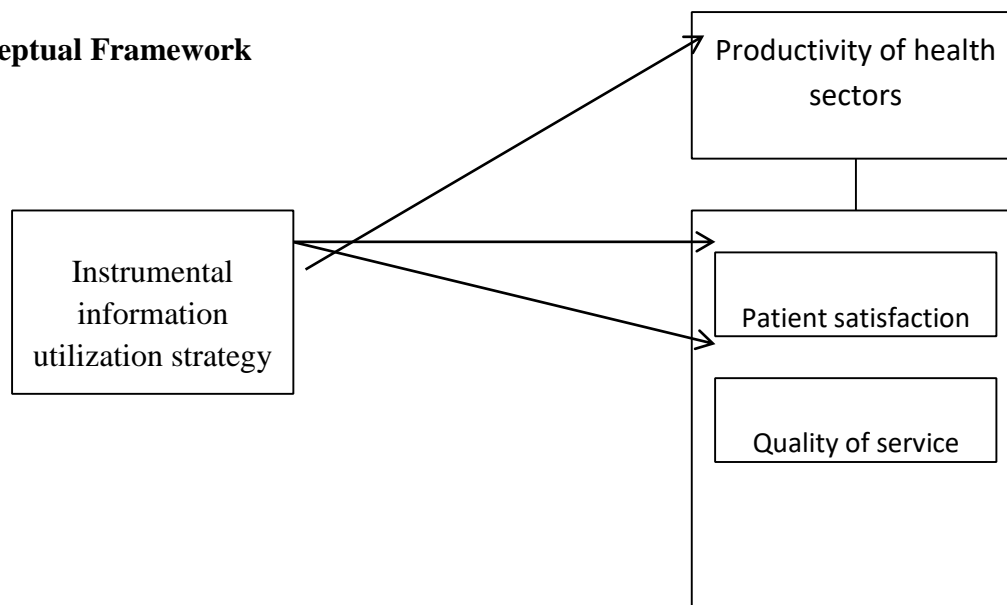 eptual Framework
Productivity of health
sectors
Instrumental
information
utilization strategy
Patient satisfaction
Quality of service